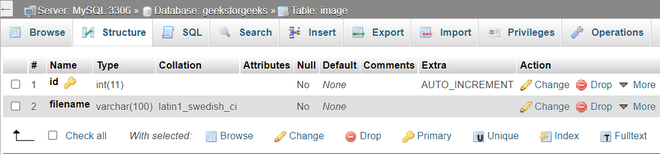 Server: MySQL:3306 » Database: geeksforgeeks » Table: image
Browse Structure SQL Search Insert Export Import Privileges Operations
# Name Type Collation Attributes Null Default Comments Extra Action
1 id int(11) No None AUTO_INCREMENT Change Drop More
2 filename varchar(100) latin1_swedish_ci No None Change Drop More
Check all With selected: Browse Change Drop Primary Unique Index Fulltext